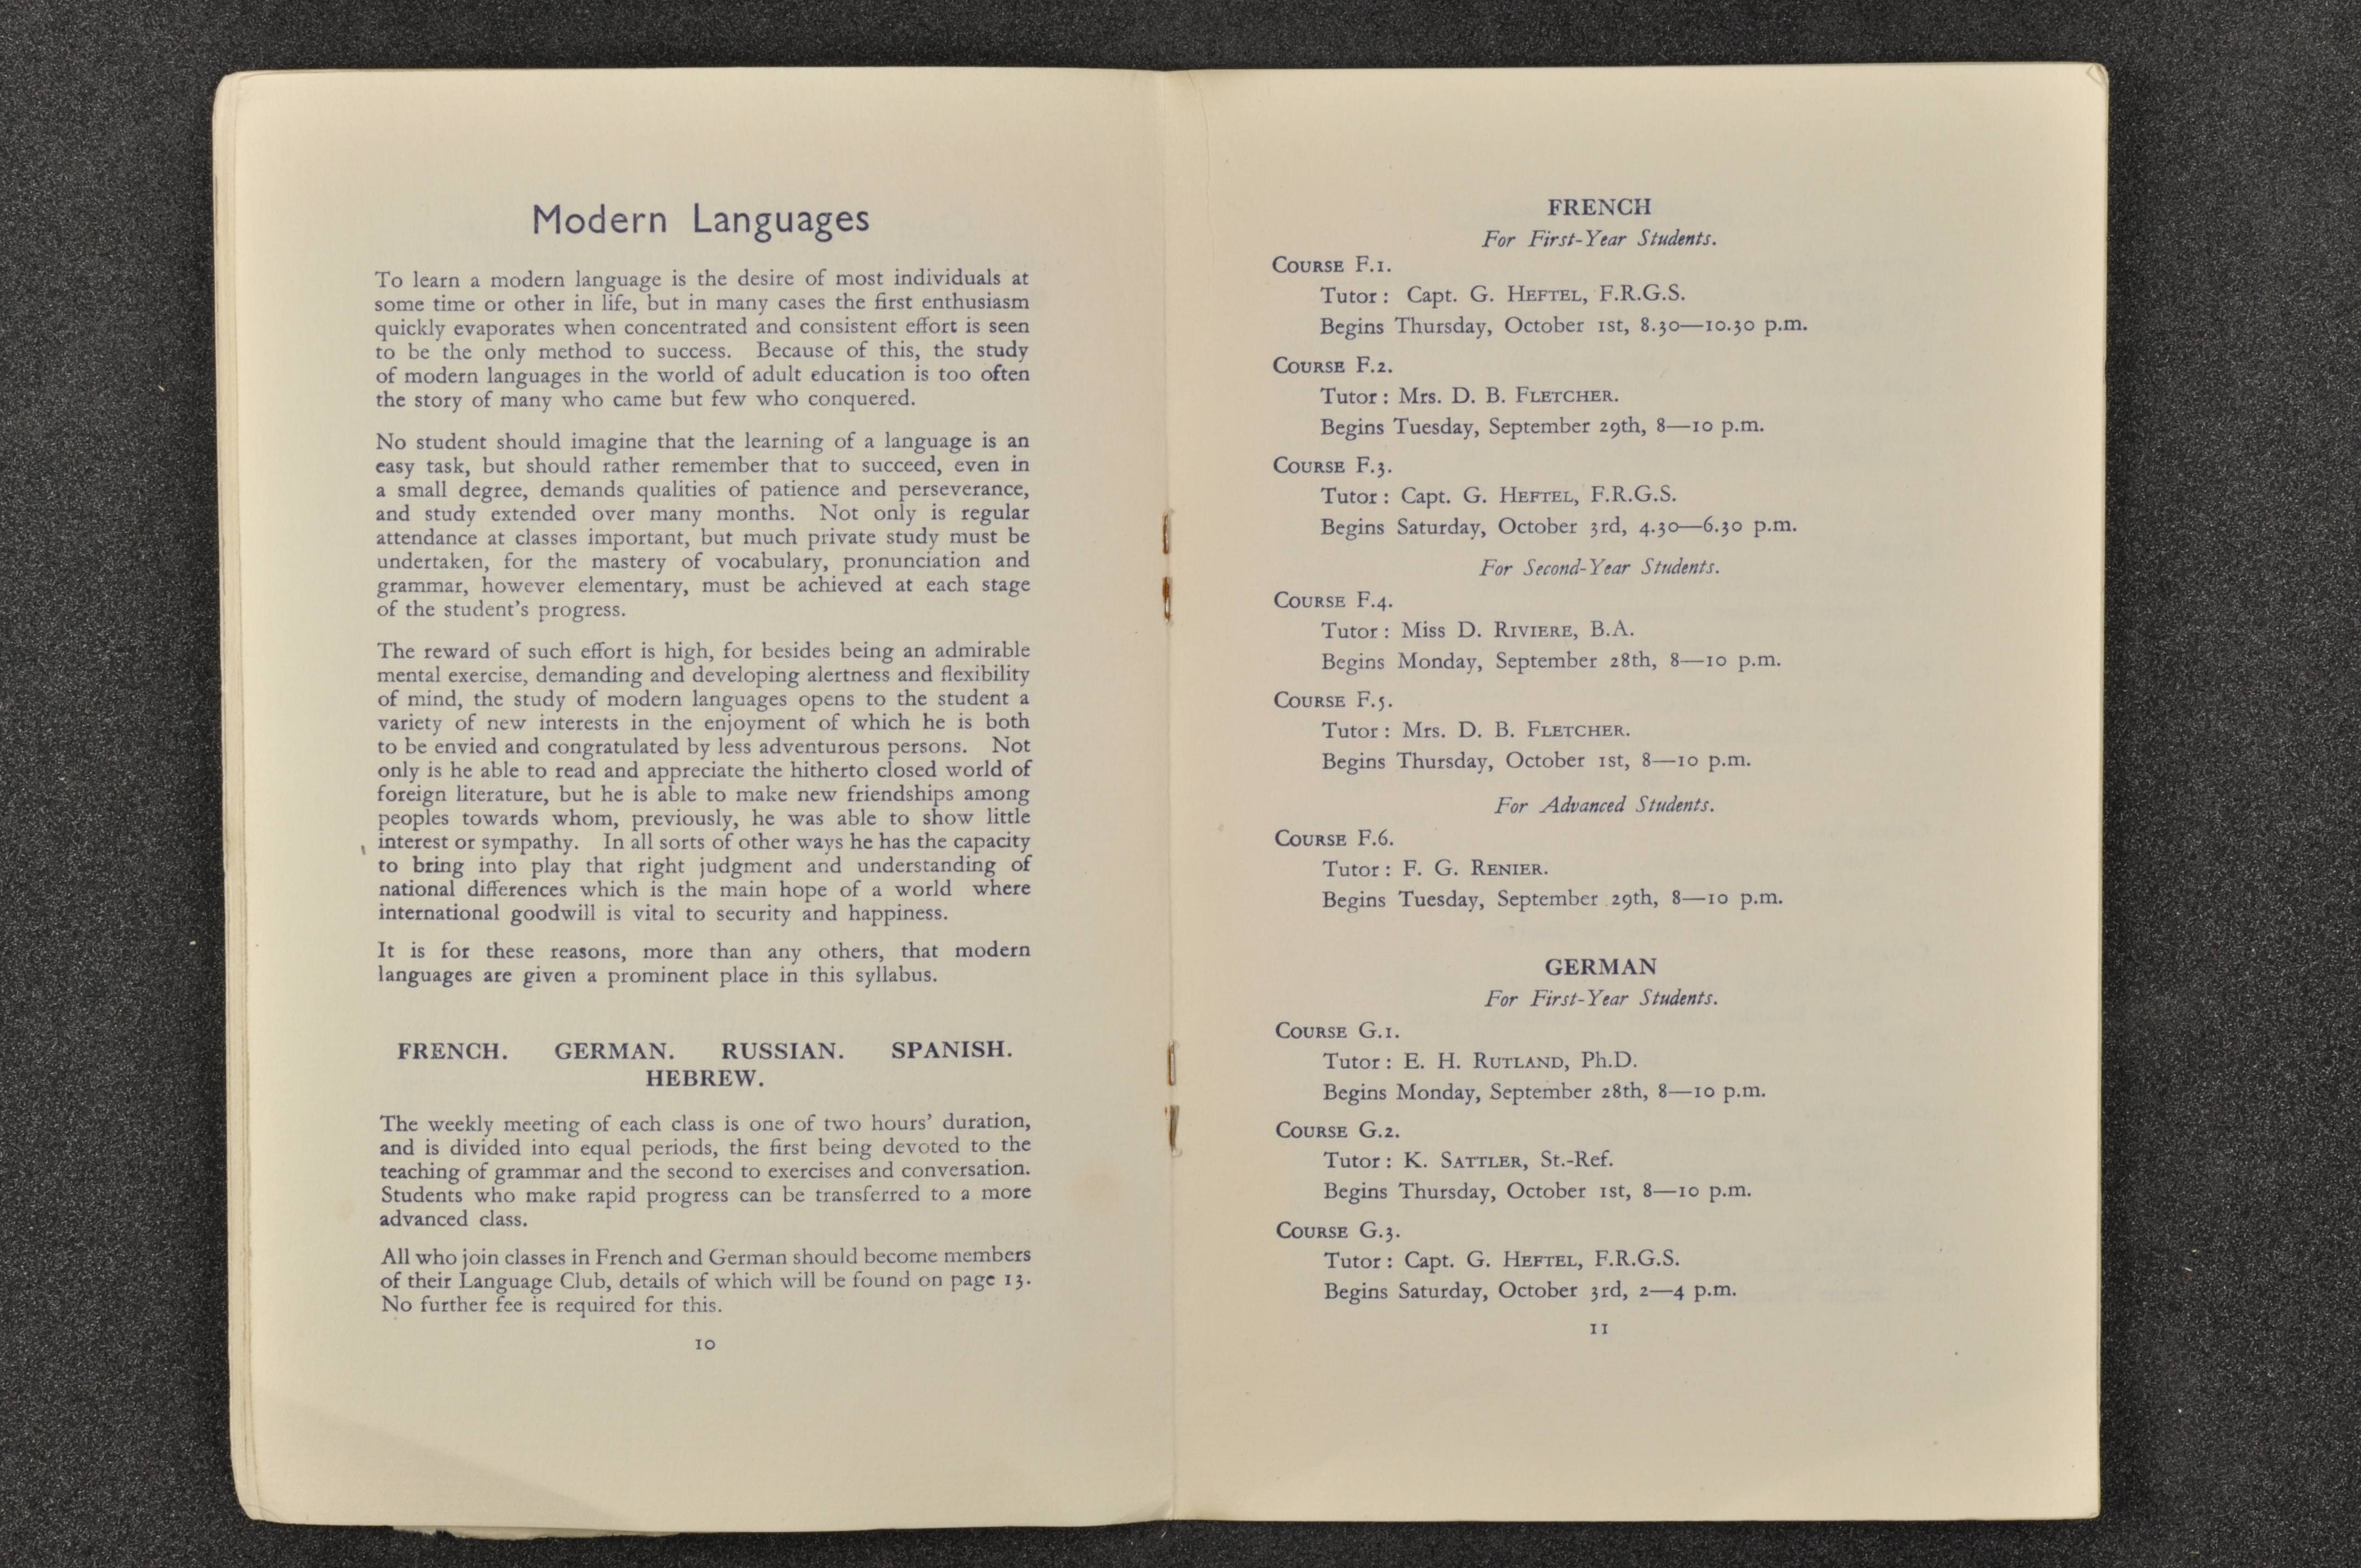 Modern Languages
To learn a modern language is the desire of most individuals at
some time or other in life, but in many cases the first enthusiasm
quickly evaporates when concentrated and consistent effort is seen
to be the only method to success. Because of this, the study
of modern languages in the world of adult education is too often
the story of many who came but few who conquered.
No student should imagine that the learning of a language is an
easy task, but should rather remember that to succeed, even in
a small degree, demands qualities of patience and perseverance,
and study extended over many months. Not only is regular
attendance at classes important, but much private study must be
undertaken, for the mastery of vocabulary, pronunciation and
grammar, however elementary, must be achieved at each stage
of the student's progress.
The reward of such effort is high, for besides being an admirable
mental exercise, demanding and developing alertness and flexibility
of mind, the study of modern languages opens to the student a
variety of new interests in the enjoyment of which he is both
to be envied and congratulated by less adventurous persons. Not
only is he able to read and appreciate the hitherto closed world of
foreign literature, but he is able to make new friendships among
peoples towards whom, previously, he was able to show little
interest or sympathy. In all sorts of other ways he has the capacity
to bring into play that right judgment and understanding of
national differences which is the main hope of a world where
international goodwill is vital to security and happiness.
It is for these reasons, more than any others, that modern
languages are given a prominent place in this syllabus.
FRENCH. GERMAN. RUSSIAN. SPANISH.
HEBREW.
The weekly meeting of each class is one of two hours' duration,
and is divided into equal periods, the first being devoted to the
teaching of grammar and the second to exercises and conversation.
Students who make rapid progress can be transferred to a more
advanced class.
All who join classes in French and German should become members
of their Language Club, details of which will be found on page 13.
No further fee is required for this.
10
FRENCH
For First-Year Students.
COURSE F.1.
Tutor: Capt. G. HEFTEL, F.R.G.S.
Begins Thursday, October 1st, 8.30—10.30 p.m.
COURSE F.2.
Tutor: Mrs. D. B. FLETCHER.
Begins Tuesday, September 29th, 8—10 p.m.
COURSE F.3.
Tutor: Capt. G. HEFTEL, F.R.G.S.
Begins Saturday, October 3rd, 4.30—6.30 p.m.
For Second-Year Students.
COURSE F.4.
Tutor: Miss D. RIVIERE, B.A.
Begins Monday, September 28th, 8—10 p.m.
COURSE F.5.
Tutor: Mrs. D. B. FLETCHER.
Begins Thursday, October 1st, 8—10 p.m.
For Advanced Students.
COURSE F.6.
Tutor: F. G. RENIER.
Begins Tuesday, September 29th, 8—10 p.m.
GERMAN
For First-Year Students.
COURSE G.1.
Tutor: E. H. RUTLAND, Ph.D.
Begins Monday, September 28th, 8—10 p.m.
COURSE G.2.
Tutor: K. SATTLER, St.-Ref.
Begins Thursday, October 1st, 8—10 p.m.
COURSE G.3.
Tutor: Capt. G. HEFTEL, F.R.G.S.
Begins Saturday, October 3rd, 2—4 p.m.
11